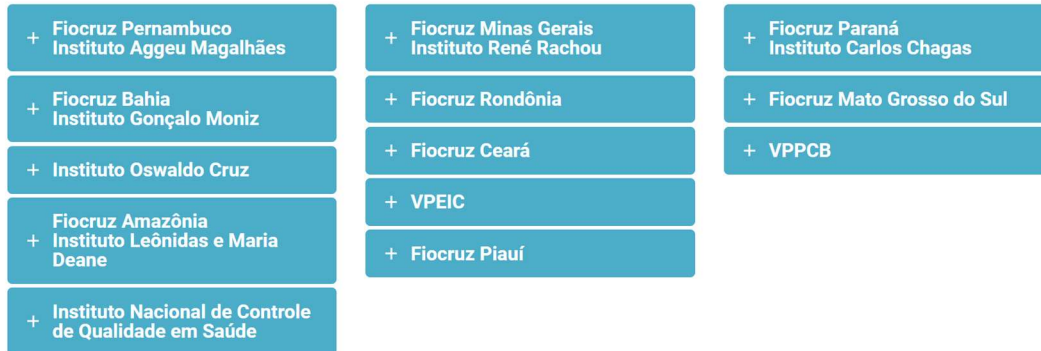 + Fiocruz Pernambuco
Instituto Aggeu Magalhães
+ Fiocruz Bahia
Instituto Gonçalo Moniz
+ Instituto Oswaldo Cruz
+ Fiocruz Amazônia
Instituto Leônidas e Maria
Deane
+ Instituto Nacional de Controle
de Qualidade em Saúde
+ Fiocruz Minas Gerais
Instituto René Rachou
+ Fiocruz Rondônia
+ Fiocruz Ceará
+ VPEIC
+ Fiocruz Piauí
+ Fiocruz Paraná
Instituto Carlos Chagas
+ Fiocruz Mato Grosso do Sul
+ VPPCB